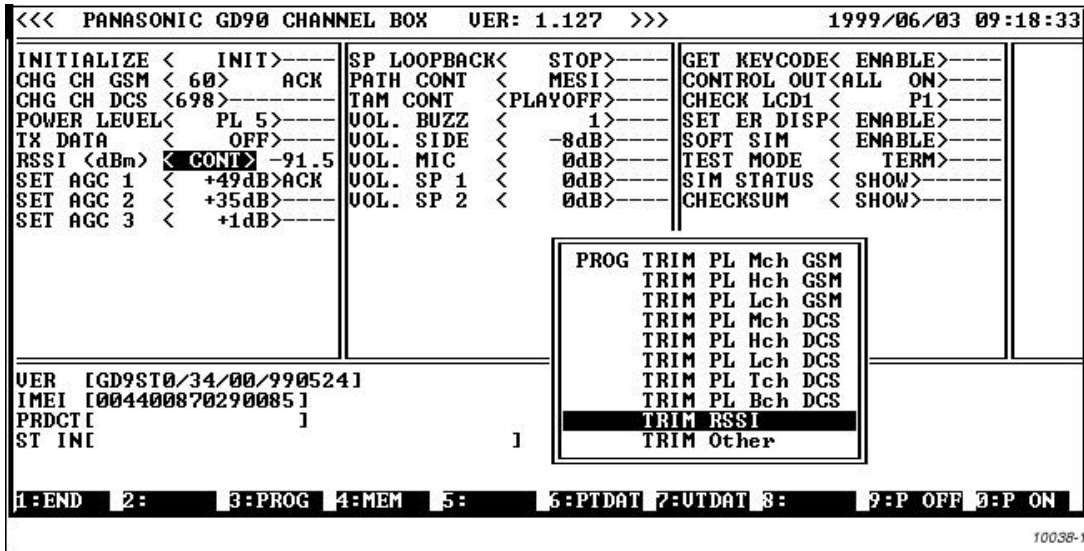 <<< PANASONIC GD90 CHANNEL BOX VER: 1.127 >>> 1999/06/03 09:18:33
INITIALIZE < INIT>----
CHG CH GSM < 60> ACK
CHG CH DCS <698>---------
POWER LEVEL< PL 5>----
TX DATA < OFF>----
RSSI (dBm) < CONT> -91.5
SET AGC 1 < +49dB>ACK
SET AGC 2 < +35dB>----
SET AGC 3 < +1dB>----
SP LOOPBACK< STOP>----
PATH CONT < MESI>----
TAM CONT <PLAYOFF>----
VOL. BUZZ < 1>----
VOL. SIDE < -8dB>----
VOL. MIC < 0dB>----
VOL. SP 1 < 0dB>----
VOL. SP 2 < 0dB>----
GET KEYCODE< ENABLE>----
CONTROL OUT<ALL ON>----
CHECK LCD1 < P1>----
SET ER DISP< ENABLE>----
SOFT SIM < ENABLE>----
TEST MODE < TERM>----
SIM STATUS < SHOW>----
CHECKSUM < SHOW>----
PROG TRIM PL Mch GSM
TRIM PL Hch GSM
TRIM PL Lch GSM
TRIM PL Mch DCS
TRIM PL Hch DCS
TRIM PL Lch DCS
TRIM PL Tch DCS
TRIM PL Bch DCS
TRIM RSSI
TRIM Other
VER [GD9ST0/34/00/990524]
IMEI [004400870290085]
PRDCT[ ]
ST IN[ ]
1:END 2: 3:PROG 4:MEM 5: 6:PTDAT 7:VTDAT 8: 9:P OFF 0:P ON
10038-1